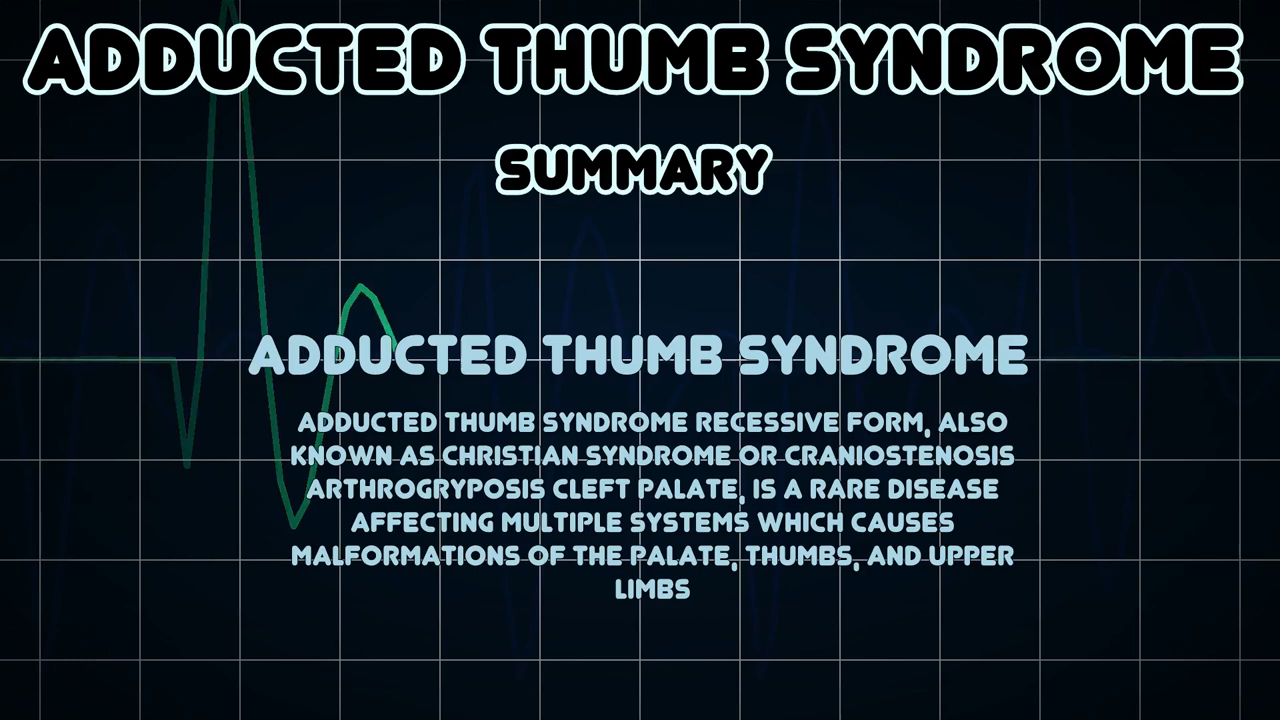 ADDUCTED THUMB SYNDROME
SUMMARY
ADDUCTED THUMB SYNDROME
ADDUCTED THUMB SYNDROME RECESSIVE FORM, ALSO
KNOWN AS CHRISTIAN SYNDROME OR CRANIOSTENOSIS
ARTHROGRYPOSIS CLEFT PALATE, IS A RARE DISEASE
AFFECTING MULTIPLE SYSTEMS WHICH CAUSES
MALFORMATIONS OF THE PALATE, THUMBS, AND UPPER
LIMBS